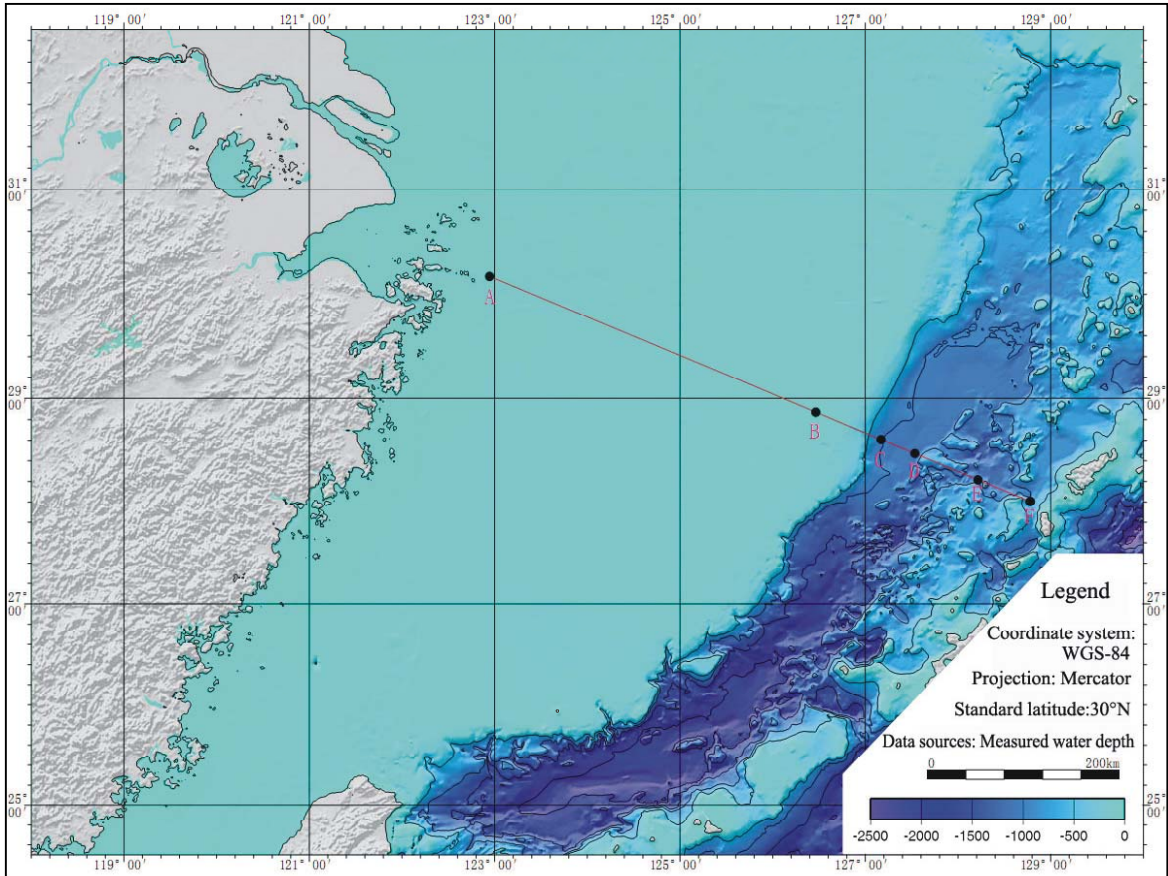 119° 00′ 121° 00′ 123° 00′ 125° 00′ 127° 00′ 129° 00′
31° 00′
31° 00′
A
29° 00′
29° 00′
B
C
D
E
F
27° 00′
27° 00′
25° 00′
25° 00′
Legend
Coordinate system:
WGS-84
Projection: Mercator
Standard latitude:30°N
Data sources: Measured water depth
0 200km
-2500 -2000 -1500 -1000 -500 0
119° 00′ 121° 00′ 123° 00′ 125° 00′ 127° 00′ 129° 00′